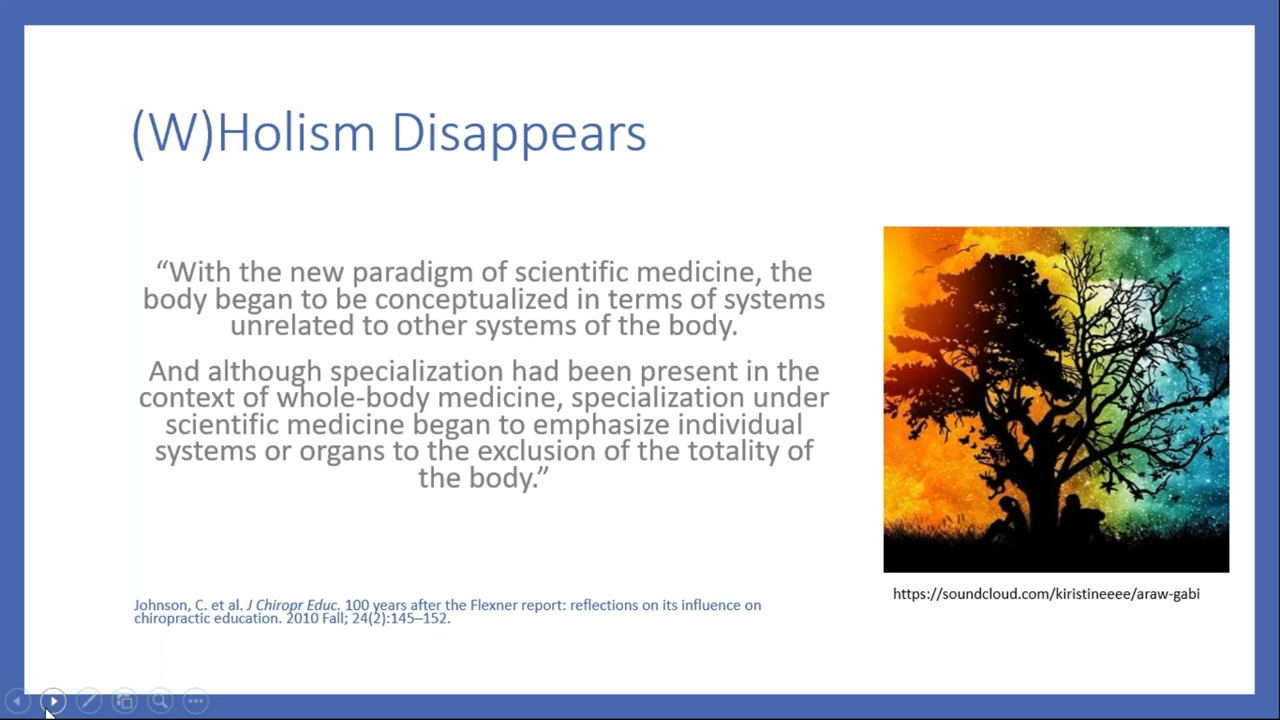 (W)Holism Disappears
“With the new paradigm of scientific medicine, the
body began to be conceptualized in terms of systems
unrelated to other systems of the body.
And although specialization had been present in the
context of whole-body medicine, specialization under
scientific medicine began to emphasize individual
systems or organs to the exclusion of the totality of
the body.”
https://soundcloud.com/kiristineeee/araw-gabi
Johnson, C. et al. J Chiropr Educ. 100 years after the Flexner report: reflections on its influence on
chiropractic education. 2010 Fall; 24(2):145–152.